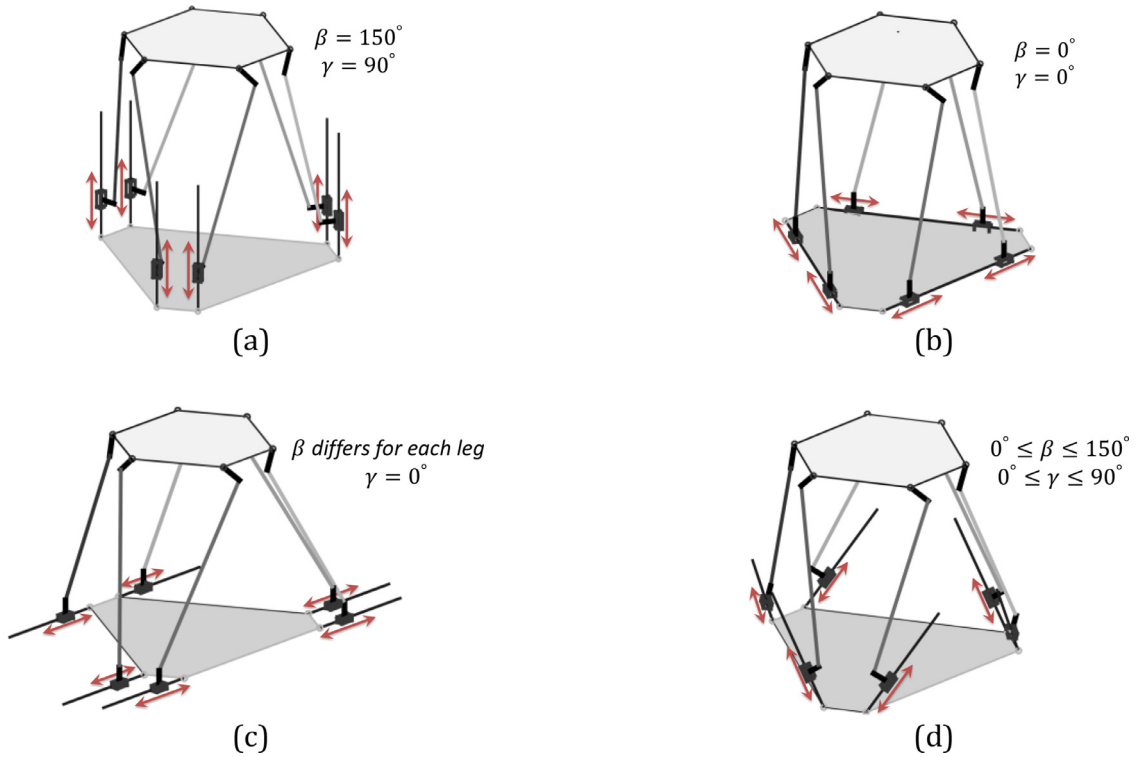 β = 150°
γ = 90°
(a)
β = 0°
γ = 0°
(b)
β differs for each leg
γ = 0°
(c)
0° ≤ β ≤ 150°
0° ≤ γ ≤ 90°
(d)